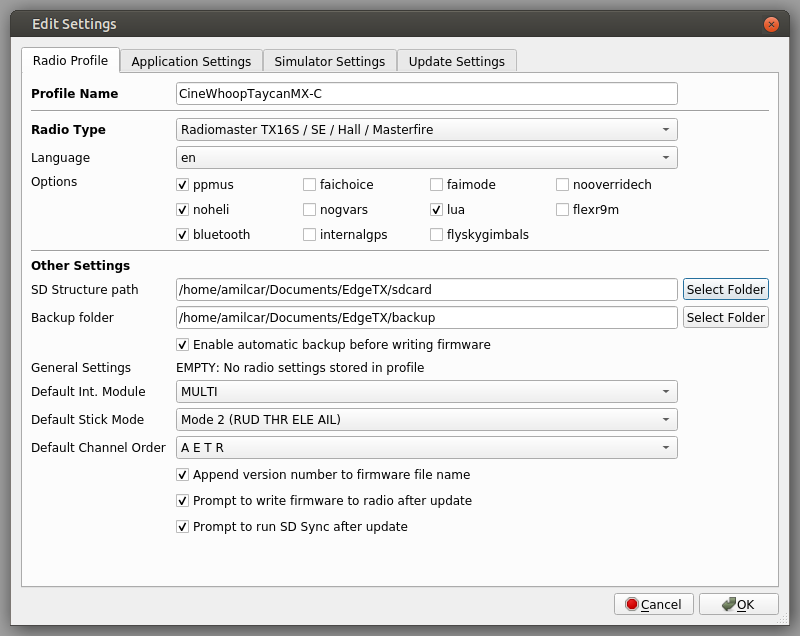 Edit Settings
Radio Profile Application Settings Simulator Settings Update Settings
Profile Name CineWhoopTaycanMX-C
Radio Type Radiomaster TX16S / SE / Hall / Masterfire
Language en
Options ppmus faichoice faimode nooverridech
noheli nogvars lua flexr9m
bluetooth internalgps flyskygimbals
Other Settings
SD Structure path /home/amilcar/Documents/EdgeTX/sdcard Select Folder
Backup folder /home/amilcar/Documents/EdgeTX/backup Select Folder
Enable automatic backup before writing firmware
General Settings EMPTY: No radio settings stored in profile
Default Int. Module MULTI
Default Stick Mode Mode 2 (RUD THR ELE AIL)
Default Channel Order A E T R
Append version number to firmware file name
Prompt to write firmware to radio after update
Prompt to run SD Sync after update
Cancel OK